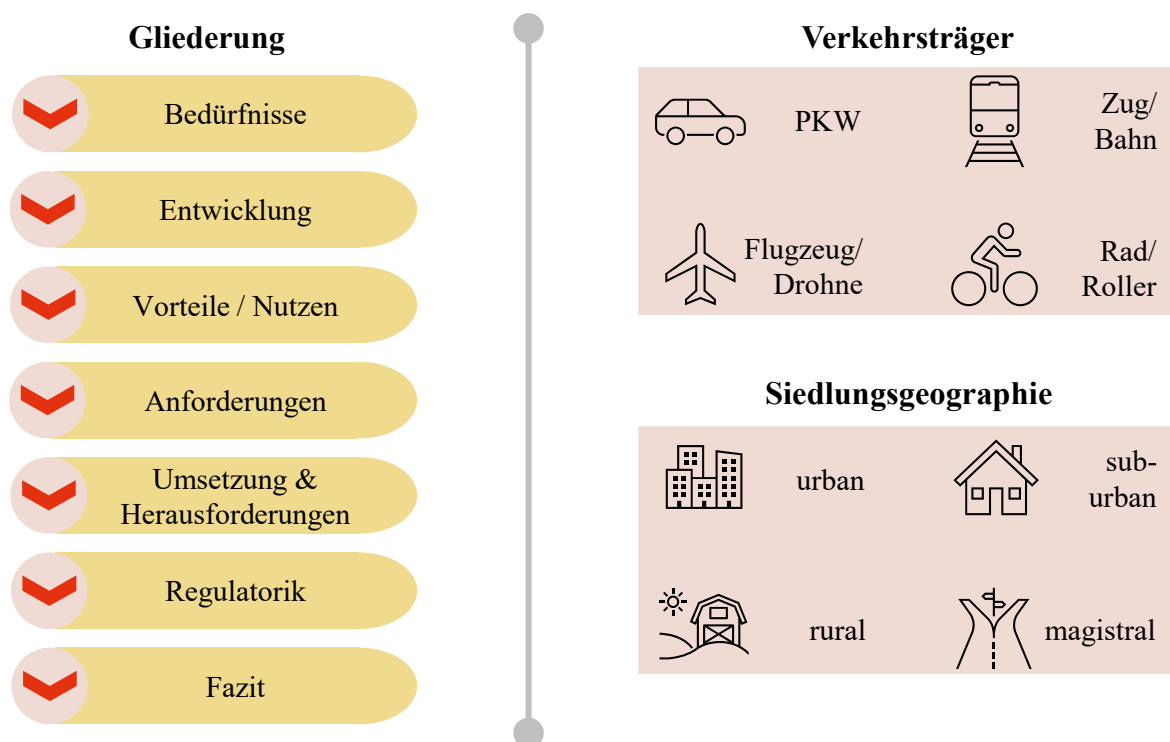 Gliederung
Bedürfnisse
Entwicklung
Vorteile / Nutzen
Anforderungen
Umsetzung &
Herausforderungen
Regulatorik
Fazit
Verkehrsträger
PKW
Zug/
Bahn
Flugzeug/
Drohne
Rad/
Roller
Siedlungsgeographie
urban
sub-
urban
rural
magistral